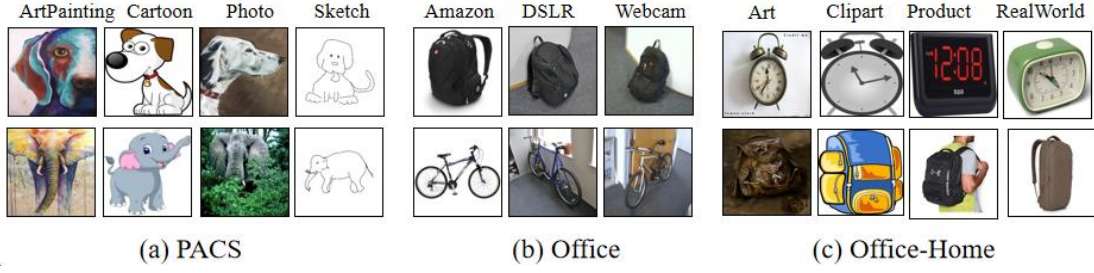 ArtPainting Cartoon Photo Sketch Amazon DSLR Webcam Art Clipart Product RealWorld
12:08
(a) PACS (b) Office (c) Office-Home